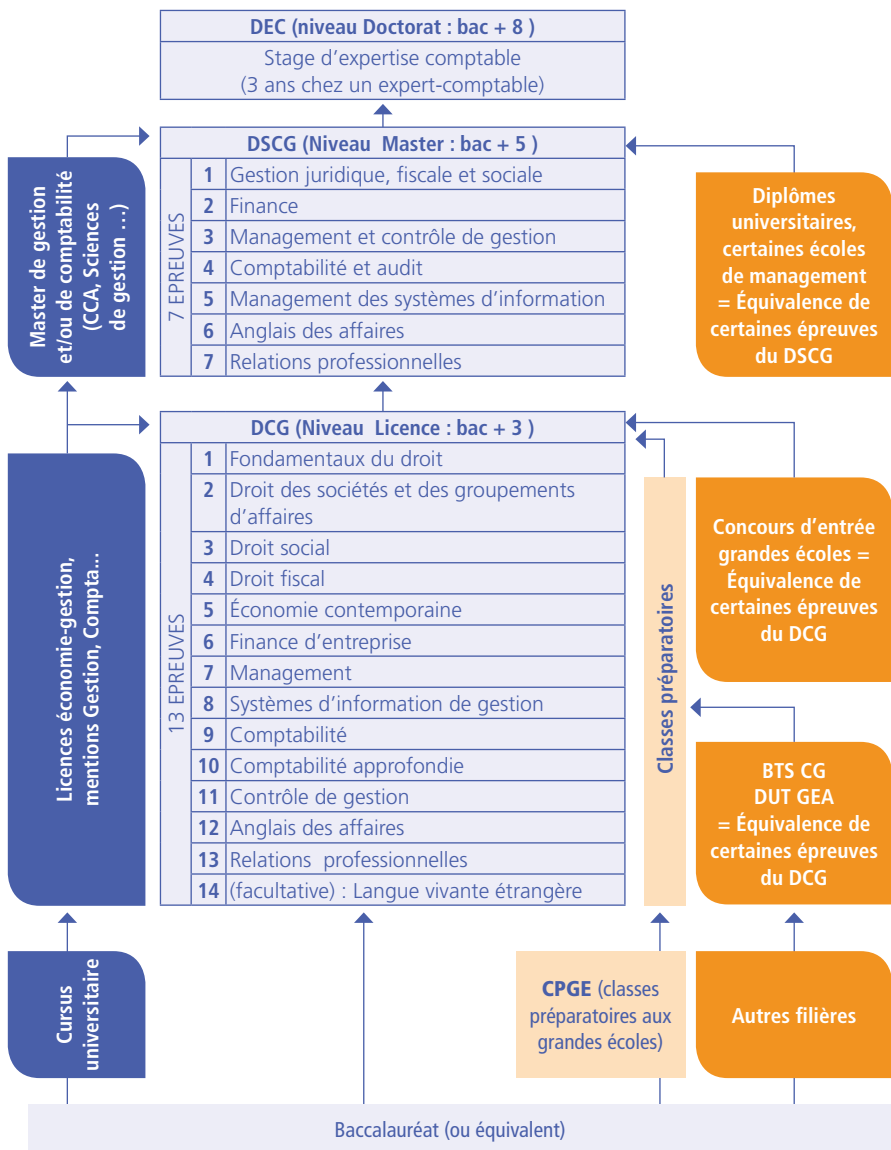 DEC (niveau Doctorat : bac + 8 )
Stage d'expertise comptable
(3 ans chez un expert-comptable)
DSCG (Niveau Master : bac + 5 )
7 EPREUVES
1 Gestion juridique, fiscale et sociale
2 Finance
3 Management et contrôle de gestion
4 Comptabilité et audit
5 Management des systèmes d'information
6 Anglais des affaires
7 Relations professionnelles
Master de gestion
et/ou de comptabilité
(CCA, Sciences
de gestion ...)
Diplômes
universitaires,
certaines écoles
de management
= Équivalence de
certaines épreuves
du DSCG
DCG (Niveau Licence : bac + 3 )
13 EPREUVES
1 Fondamentaux du droit
2 Droit des sociétés et des groupements
d'affaires
3 Droit social
4 Droit fiscal
5 Économie contemporaine
6 Finance d'entreprise
7 Management
8 Systèmes d'information de gestion
9 Comptabilité
10 Comptabilité approfondie
11 Contrôle de gestion
12 Anglais des affaires
13 Relations professionnelles
14 (facultative) : Langue vivante étrangère
Licences économie-gestion,
mentions Gestion, Compta...
Classes préparatoires
Concours d'entrée
grandes écoles =
Équivalence de
certaines épreuves
du DCG
BTS CG
DUT GEA
= Équivalence de
certaines épreuves
du DCG
Cursus
universitaire
CPGE (classes
préparatoires aux
grandes écoles)
Autres filières
Baccalauréat (ou équivalent)